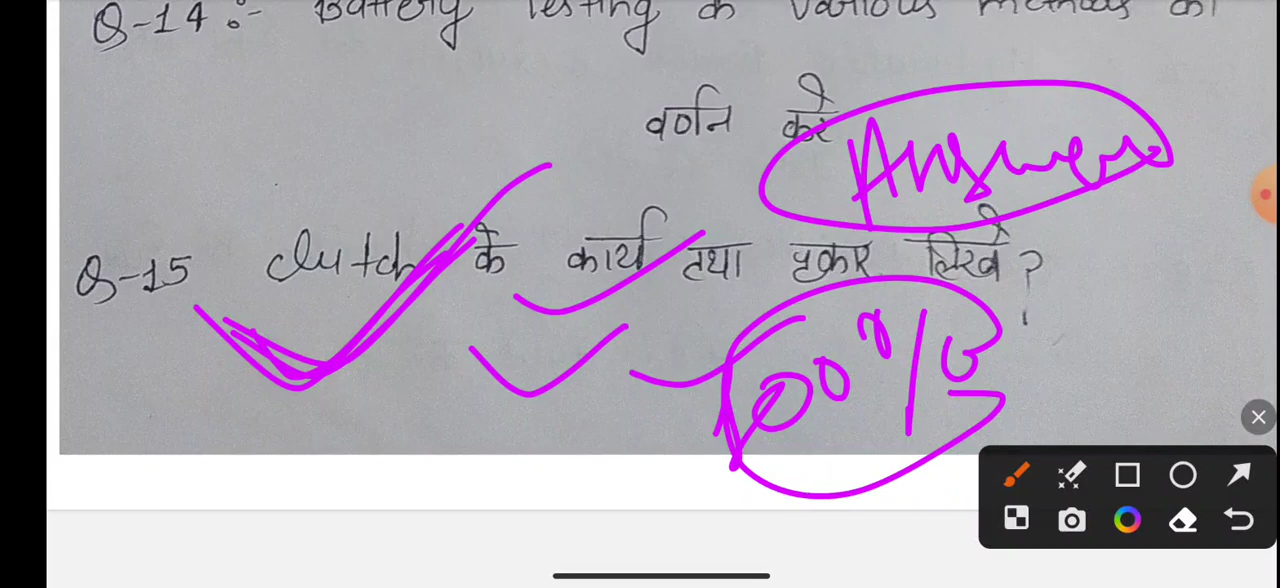 Q-14 :- Battery Testing के Various Methods का
वर्णन करे
Answer
Q-15 clutch के कार्य तथा प्रकार लिखे ?
100%